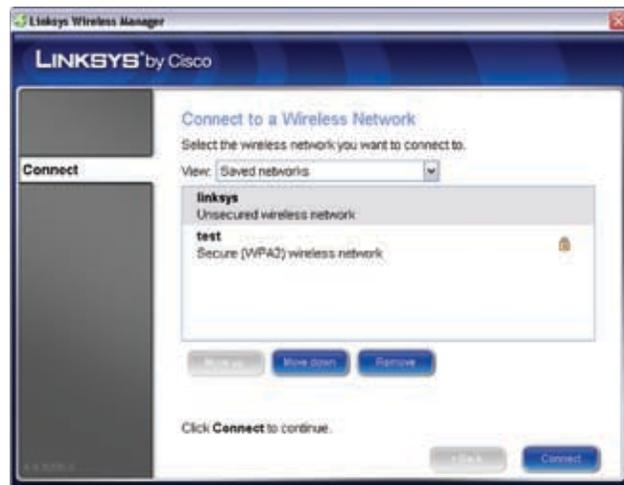 Linksys Wireless Manager
LINKSYS® by Cisco
Connect to a Wireless Network
Select the wireless network you want to connect to.
Connect
View: Saved networks
linksys
Unsecured wireless network
test
Secure (WPA2) wireless network
Move up Move down Remove
Click Connect to continue.
Back Connect